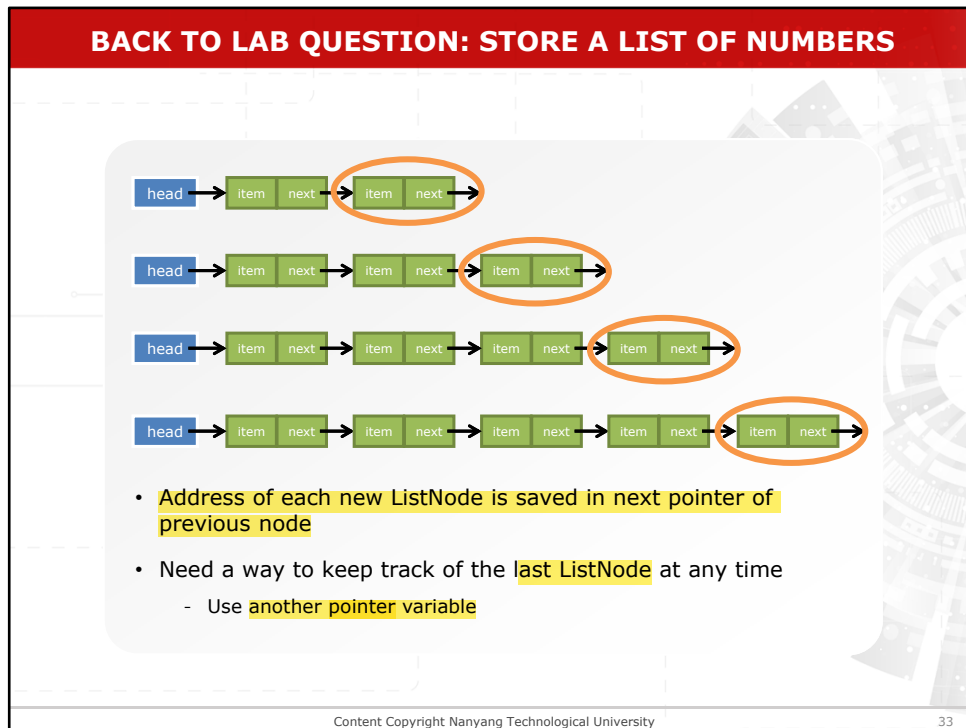 BACK TO LAB QUESTION: STORE A LIST OF NUMBERS
head item next item next
head item next item next item next
head item next item next item next item next
head item next item next item next item next item next
• Address of each new ListNode is saved in next pointer of
previous node
• Need a way to keep track of the last ListNode at any time
- Use another pointer variable
Content Copyright Nanyang Technological University 33